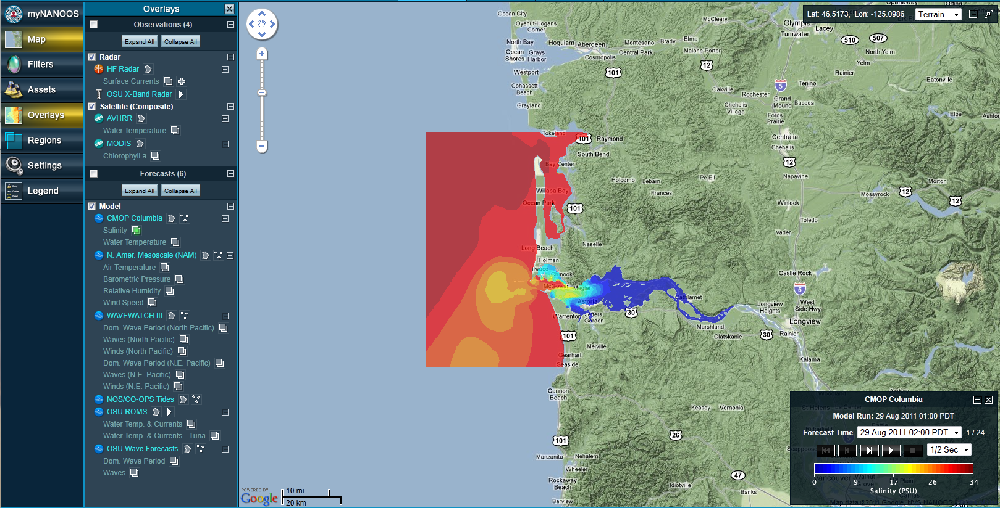 myNANOOS
Map
Filters
Assets
Overlays
Regions
Settings
Legend
Overlays
Observations (4)
Expand All
Collapse All
Radar
HF Radar
Surface Currents
OSU X-Band Radar
Satellite (Composite)
AVHRR
Water Temperature
MODIS
Chlorophyll a
Forecasts (6)
Expand All
Collapse All
Model
CMOP Columbia
Salinity
Water Temperature
N. Amer. Mesoscale (NAM)
Air Temperature
Barometric Pressure
Relative Humidity
Wind Speed
WAVEWATCH III
Dom. Wave Period (North Pacific)
Waves (North Pacific)
Winds (North Pacific)
Dom. Wave Period (N.E. Pacific)
Waves (N.E. Pacific)
Winds (N.E. Pacific)
NOS/CO-OPS Tides
OSU ROMS
Water Temp. & Currents
Water Temp. & Currents - Tuna
OSU Wave Forecasts
Dom. Wave Period
Waves
Lat: 46.5173, Lon: -125.0986
Terrain
Ocean City
Oyehut-Hogans
Corner
North Bay
Ocean
Shores
Grays
Harbor
Hoquiam
Aberdeen
Cosmopolis
Montesano
Central Park
Brady
Elma
Malone-Porter
McCleary
Olympia
Tumwater
Lacey
510
507
North Yelm
Yelm
Rainier
Westport
101
12
5
Cohassett
Beach
Grayland
Oakville
Rochester
Grand
Mound
Tenino
Bucoda
Eatonville
Chehalis
Village
Fords
Prairie
Elbe
Ashfor
Tokeland
101
Raymond
Centralia
Chehalis
South Bend
Bay Center
12
Napavine
Holcomb
Lebam
Pe Ell
Frances
Willapa Bay
Ocean Park
101
Winlock
Mossyrock
12
Morton
12
Toledo
Vader
Long Beach
Naselle
Holman
Ilwaco
Chinook
Castle Rock
McGowan
Megler
5
Astoria
Cathlamet
Warrenton
Jeffers
Garden
30
Longview
Heights
West
Side Hwy
Longview
Marshland
Clatskanie
30
Rainier
101
Melville
Gearhart
Seaside
Kalama
Cannon
Beach
Keasey
Vernonia
101
26
Manzanita
Nehalem
Wheeler
Rockaway
Beach
Barview
Idiotville
47
Banks
CMOP Columbia
Model Run: 29 Aug 2011 01:00 PDT
Forecast Time
29 Aug 2011 02:00 PDT
1 / 24
1/2 Sec
0
9
17
26
34
Salinity (PSU)
Vancouver
Map data ©2011 Google, NVS NANOOS
POWERED BY
Google
10 mi
20 km